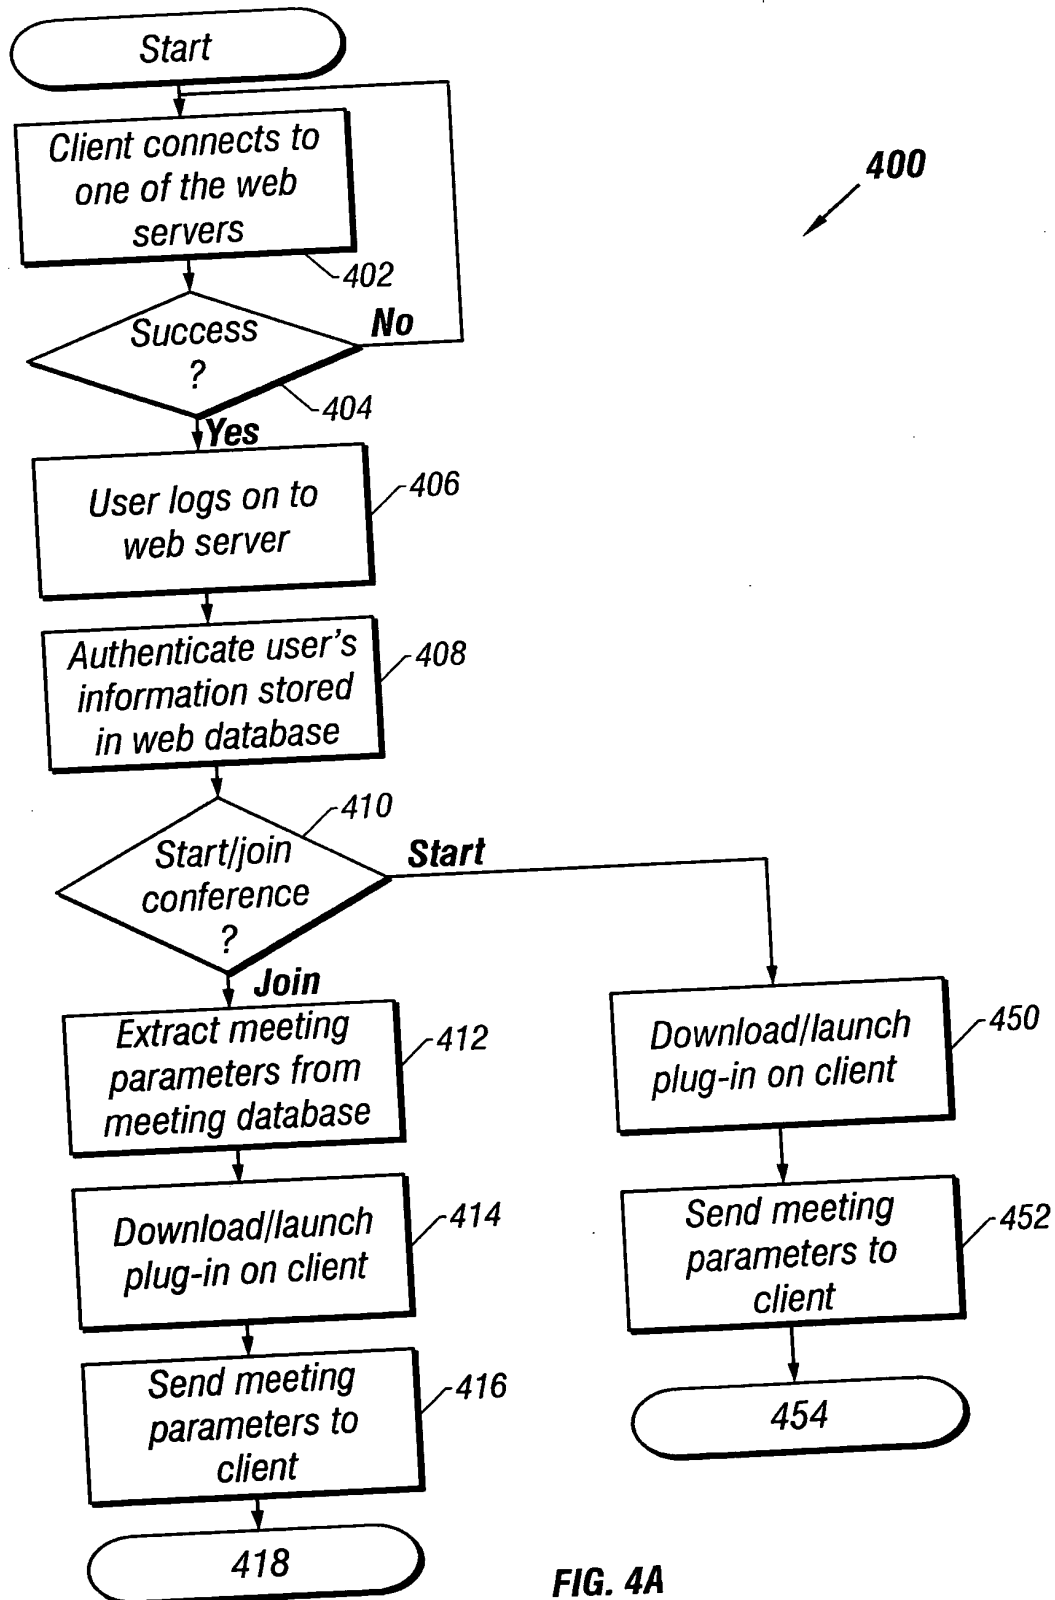 Start
Client connects to
one of the web
servers
400
402
Success
?
No
404
Yes
User logs on to
web server
406
Authenticate user's
information stored
in web database
408
410
Start/join
conference
?
Start
Join
Extract meeting
parameters from
meeting database
412
Download/launch
plug-in on client
414
Send meeting
parameters to
client
416
418
Download/launch
plug-in on client
450
Send meeting
parameters to
client
452
454
FIG. 4A